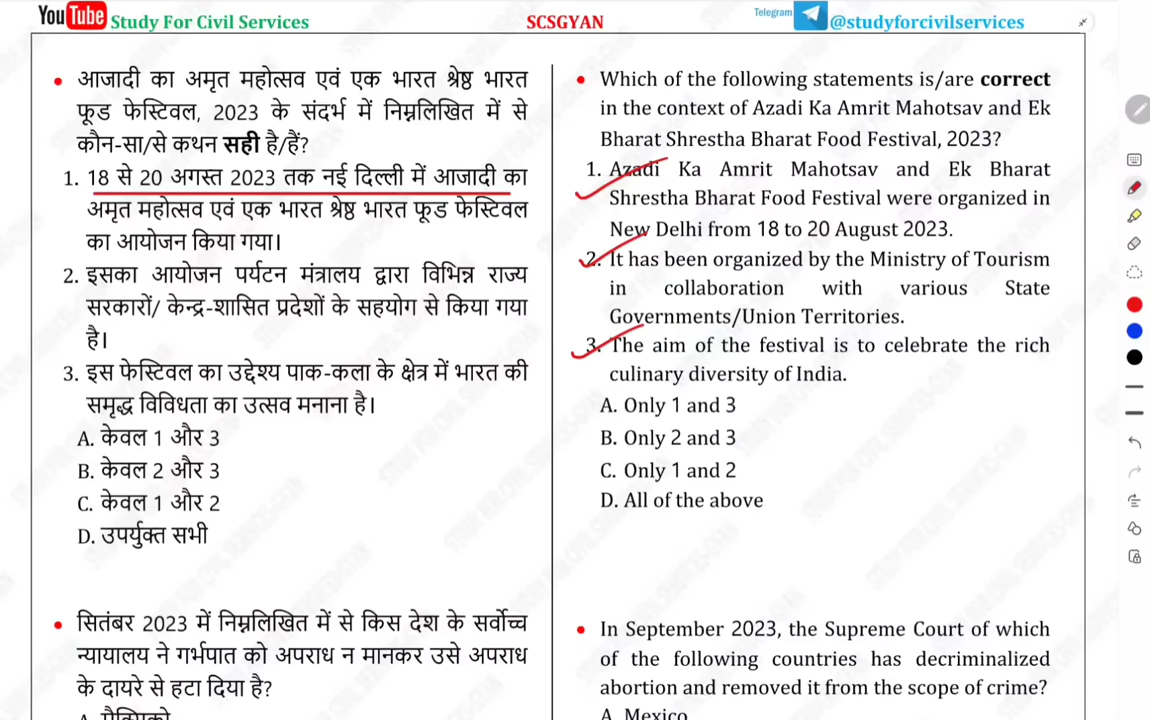 YouTube Study For Civil Services
SCSGYAN
Telegram @studyforcivilservices
आजादी का अमृत महोत्सव एवं एक भारत श्रेष्ठ भारत
फूड फेस्टिवल, 2023 के संदर्भ में निम्नलिखित में से
कौन-सा/से कथन सही है/हैं?
1. 18 से 20 अगस्त 2023 तक नई दिल्ली में आजादी का
अमृत महोत्सव एवं एक भारत श्रेष्ठ भारत फूड फेस्टिवल
का आयोजन किया गया।
2. इसका आयोजन पर्यटन मंत्रालय द्वारा विभिन्न राज्य
सरकारों/ केन्द्र-शासित प्रदेशों के सहयोग से किया गया
है।
3. इस फेस्टिवल का उद्देश्य पाक-कला के क्षेत्र में भारत की
समृद्ध विविधता का उत्सव मनाना है।
A. केवल 1 और 3
B. केवल 2 और 3
C. केवल 1 और 2
D. उपर्युक्त सभी
सितंबर 2023 में निम्नलिखित में से किस देश के सर्वोच्च
न्यायालय ने गर्भपात को अपराध न मानकर उसे अपराध
के दायरे से हटा दिया है?
A. मैक्सिको
Which of the following statements is/are correct
in the context of Azadi Ka Amrit Mahotsav and Ek
Bharat Shrestha Bharat Food Festival, 2023?
1. Azadi Ka Amrit Mahotsav and Ek Bharat
Shrestha Bharat Food Festival were organized in
New Delhi from 18 to 20 August 2023.
2. It has been organized by the Ministry of Tourism
in collaboration with various State
Governments/Union Territories.
3. The aim of the festival is to celebrate the rich
culinary diversity of India.
A. Only 1 and 3
B. Only 2 and 3
C. Only 1 and 2
D. All of the above
In September 2023, the Supreme Court of which
of the following countries has decriminalized
abortion and removed it from the scope of crime?
A. Mexico